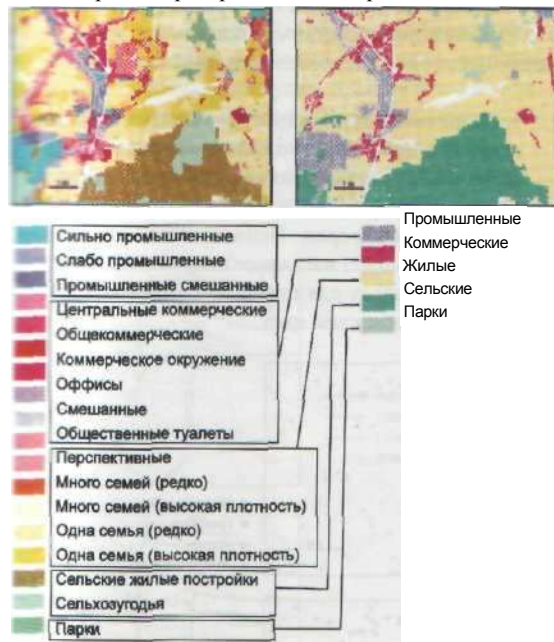 Сильно промышленные
Слабо промышленные
Промышленные смешанные
Центральные коммерческие
Общекоммерческие
Коммерческое окружение
Оффисы
Смешанные
Общественные туалеты
Перспективные
Много семей (редко)
Много семей (высокая плотность)
Одна семья (редко)
Одна семья (высокая плотность)
Сельские жилые постройки
Сельхозугодья
Парки
Промышленные
Коммерческие
Жилые
Сельские
Парки